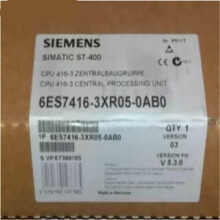 SIEMENS
SIMATIC S7-400
CPU 416-3 ZENTRALBAUGRUPPE
CPU 416-3 CENTRAL PROCESSING UNIT
6ES7416-3XR05-0AB0
1P 6ES7416-3XR05-0AB0
QTY 1
VERSION
03
VERSION FW
V 5.3.0